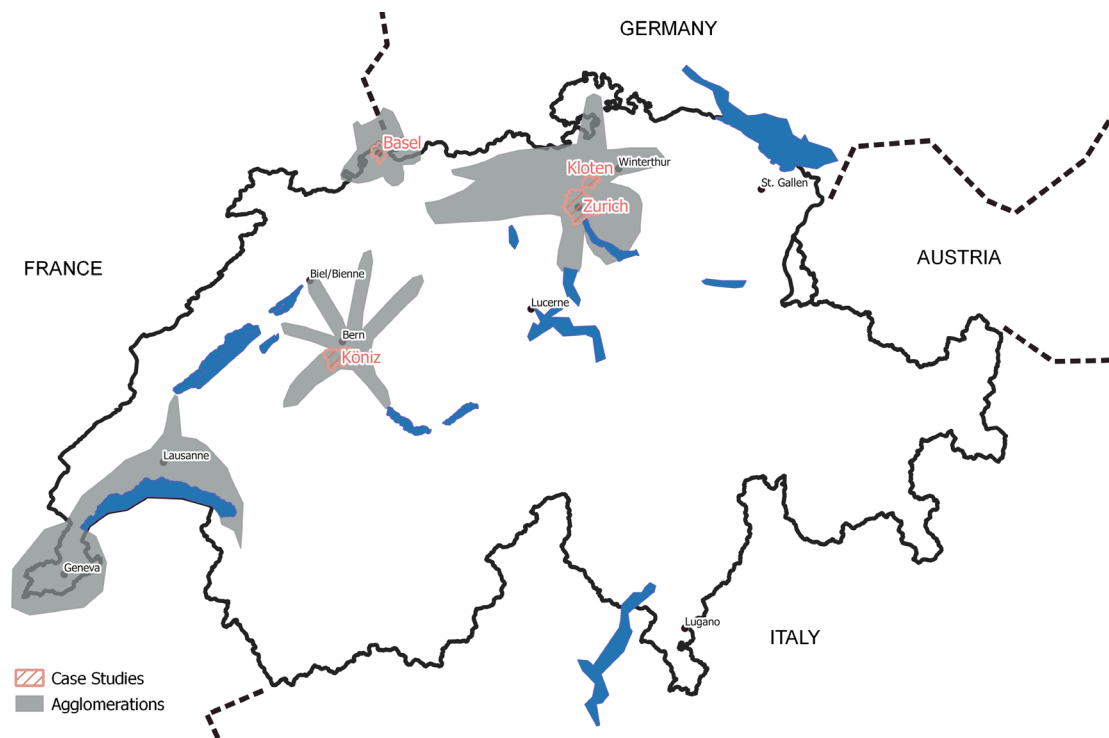 GERMANY
Basel
Kloten
Winterthur
St. Gallen
Zurich
FRANCE
AUSTRIA
Biel/Bienne
Lucerne
Bern
Köniz
Lausanne
Geneva
Lugano
ITALY
Case Studies
Agglomerations